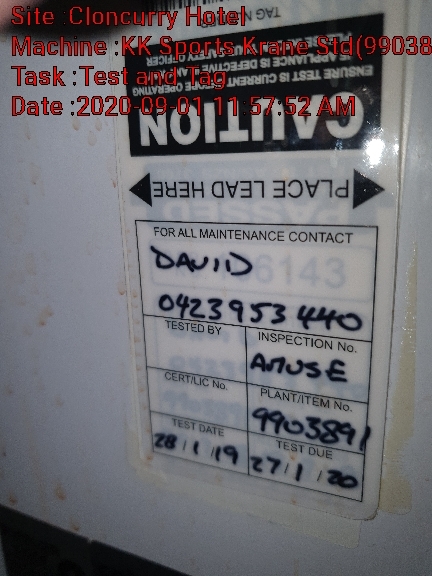 Site :Cloncurry Hotel
Machine :KK Sports Krane Std(99038
Task :Test and Tag
Date :2020-09-01 11 57:52 AM
TAG N
ENSURE TEST IS CURRENT BEFORE OPERATING
CAUTION
PLACE LEAD HERE
FOR ALL MAINTENANCE CONTACT
DAVID
0423953440
TESTED BY
INSPECTION No.
AMUSE
CERT/LIC No.
PLANT/ITEM No.
9903891
TEST DATE
TEST DUE
28/1/19
27/1/20